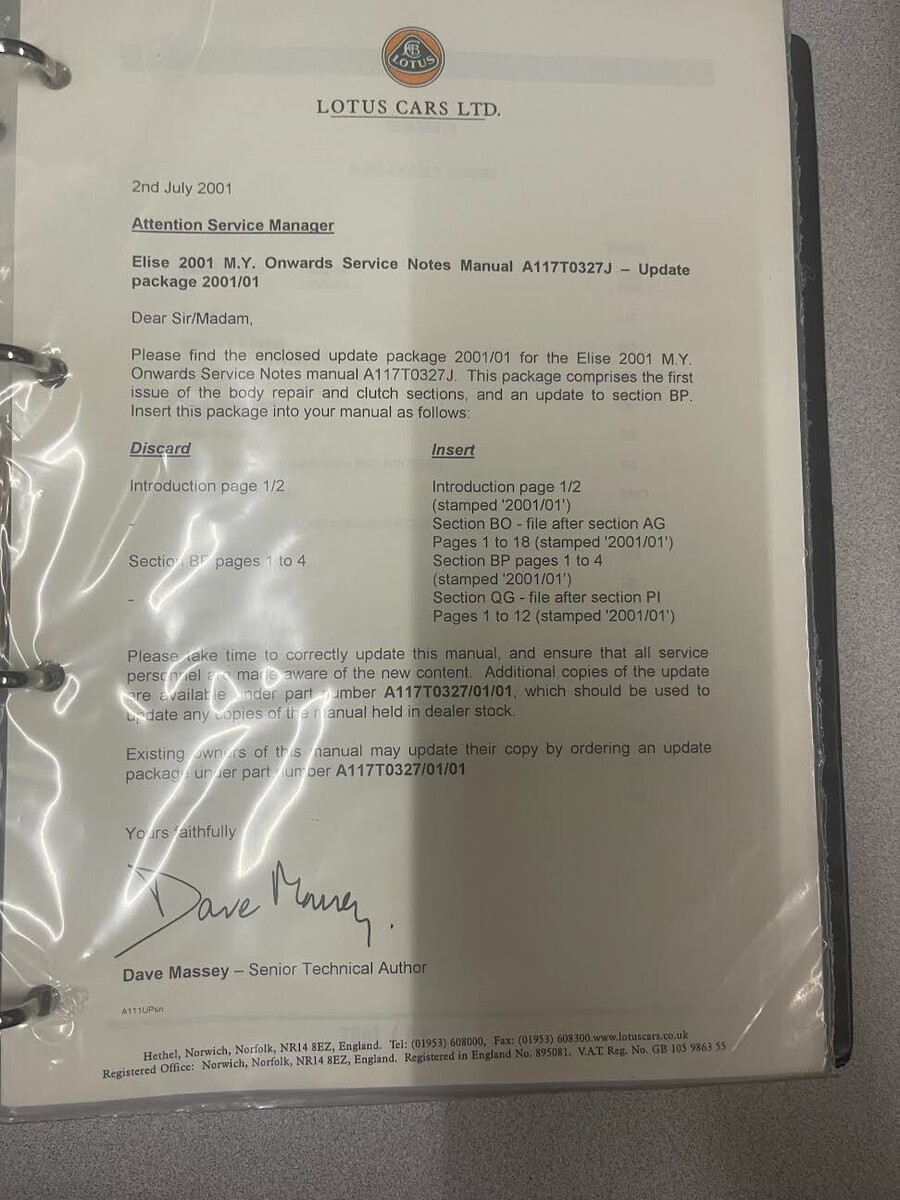 LOTUS
LOTUS CARS LTD.
2nd July 2001
Attention Service Manager
Elise 2001 M.Y. Onwards Service Notes Manual A117T0327J – Update
package 2001/01
Dear Sir/Madam,
Please find the enclosed update package 2001/01 for the Elise 2001 M.Y.
Onwards Service Notes manual A117T0327J. This package comprises the first
issue of the body repair and clutch sections, and an update to section BP.
Insert this package into your manual as follows:
Discard Insert
Introduction page 1/2 Introduction page 1/2
(stamped '2001/01')
- Section BO - file after section AG
Pages 1 to 18 (stamped '2001/01')
Section BP pages 1 to 4 Section BP pages 1 to 4
(stamped '2001/01')
- Section QG - file after section PI
Pages 1 to 12 (stamped '2001/01')
Please take time to correctly update this manual, and ensure that all service
personnel are made aware of the new content. Additional copies of the update
are available under part number A117T0327/01/01, which should be used to
update any copies of the manual held in dealer stock.
Existing owners of this manual may update their copy by ordering an update
package under part number A117T0327/01/01
Yours faithfully
Dave Massey.
Dave Massey – Senior Technical Author
A111UPsn
Hethel, Norwich, Norfolk, NR14 8EZ, England. Tel: (01953) 608000, Fax: (01953) 608300.www.lotuscars.co.uk
Registered Office: Norwich, Norfolk, NR14 8EZ, England. Registered in England No. 895081. V.A.T. Reg. No. GB 105 9863 55